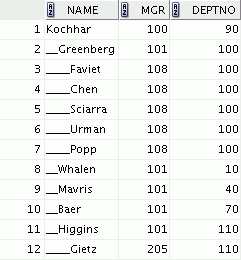 NAME MGR DEPTNO
1 Kochhar 100 90
2 __Greenberg 101 100
3 ____Faviet 108 100
4 ____Chen 108 100
5 ____Sciarra 108 100
6 ____Urman 108 100
7 ____Popp 108 100
8 __Whalen 101 10
9 __Mavris 101 40
10 __Baer 101 70
11 __Higgins 101 110
12 ____Gietz 205 110